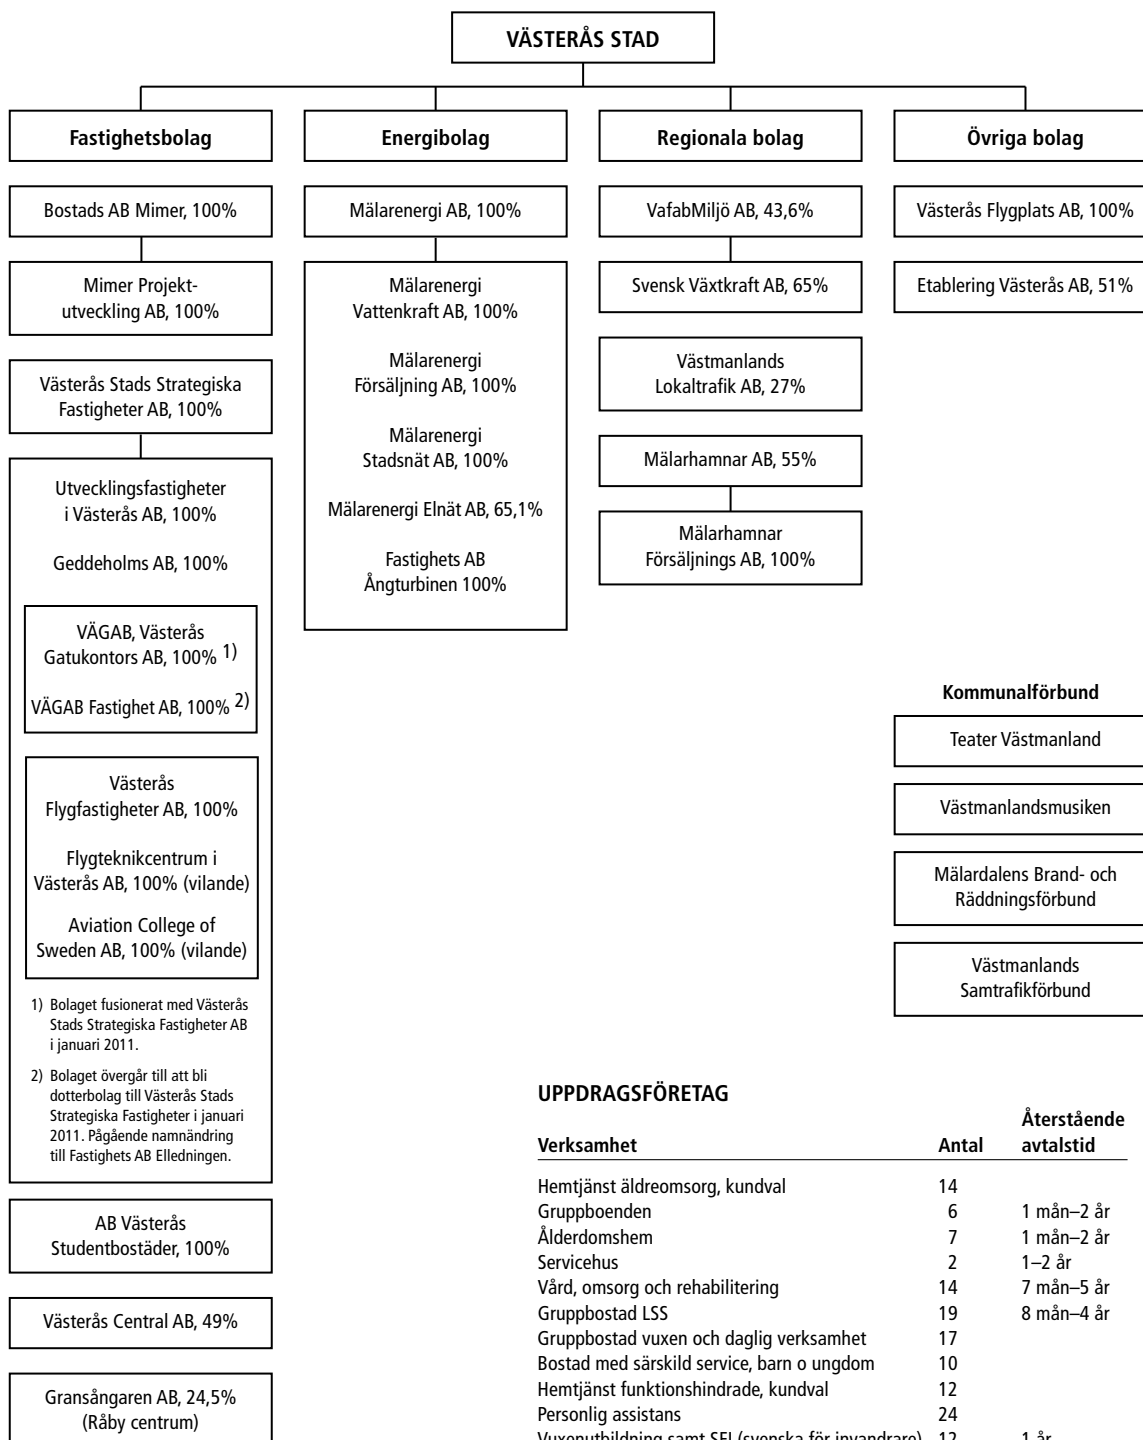 VÄSTERÅS STAD
Fastighetsbolag
Bostads AB Mimer, 100%
Mimer Projekt-
utveckling AB, 100%
Västerås Stads Strategiska
Fastigheter AB, 100%
Utvecklingsfastigheter
i Västerås AB, 100%
Geddeholms AB, 100%
VÄGAB, Västerås
Gatukontors AB, 100% 1)
VÄGAB Fastighet AB, 100% 2)
Västerås
Flygfastigheter AB, 100%
Flygteknikcentrum i
Västerås AB, 100% (vilande)
Aviation College of
Sweden AB, 100% (vilande)
1) Bolaget fusionerat med Västerås
Stads Strategiska Fastigheter AB
i januari 2011.
2) Bolaget övergår till att bli
dotterbolag till Västerås Stads
Strategiska Fastigheter i januari
2011. Pågående namnändring
till Fastighets AB Elledningen.
AB Västerås
Studentbostäder, 100%
Västerås Central AB, 49%
Gransångaren AB, 24,5%
(Råby centrum)
Energibolag
Mälarenergi AB, 100%
Mälarenergi
Vattenkraft AB, 100%
Mälarenergi
Försäljning AB, 100%
Mälarenergi
Stadsnät AB, 100%
Mälarenergi Elnät AB, 65,1%
Fastighets AB
Ångturbinen 100%
Regionala bolag
VafabMiljö AB, 43,6%
Svensk Växtkraft AB, 65%
Västmanlands
Lokaltrafik AB, 27%
Mälarhamnar AB, 55%
Mälarhamnar
Försäljnings AB, 100%
Övriga bolag
Västerås Flygplats AB, 100%
Etablering Västerås AB, 51%
Kommunalförbund
Teater Västmanland
Västmanlandsmusiken
Mälardalens Brand- och
Räddningsförbund
Västmanlands
Samtrafikförbund
UPPDRAGSFÖRETAG
Återstående
Verksamhet Antal avtalstid
Hemtjänst äldreomsorg, kundval 14
Gruppboenden 6 1 mån–2 år
Ålderdomshem 7 1 mån–2 år
Servicehus 2 1–2 år
Vård, omsorg och rehabilitering 14 7 mån–5 år
Gruppbostad LSS 19 8 mån–4 år
Gruppbostad vuxen och daglig verksamhet 17
Bostad med särskild service, barn o ungdom 10
Hemtjänst funktionshindrade, kundval 12
Personlig assistans 24
Vuxenutbildning samt SFI (svenska för invandrare) 12 1 år